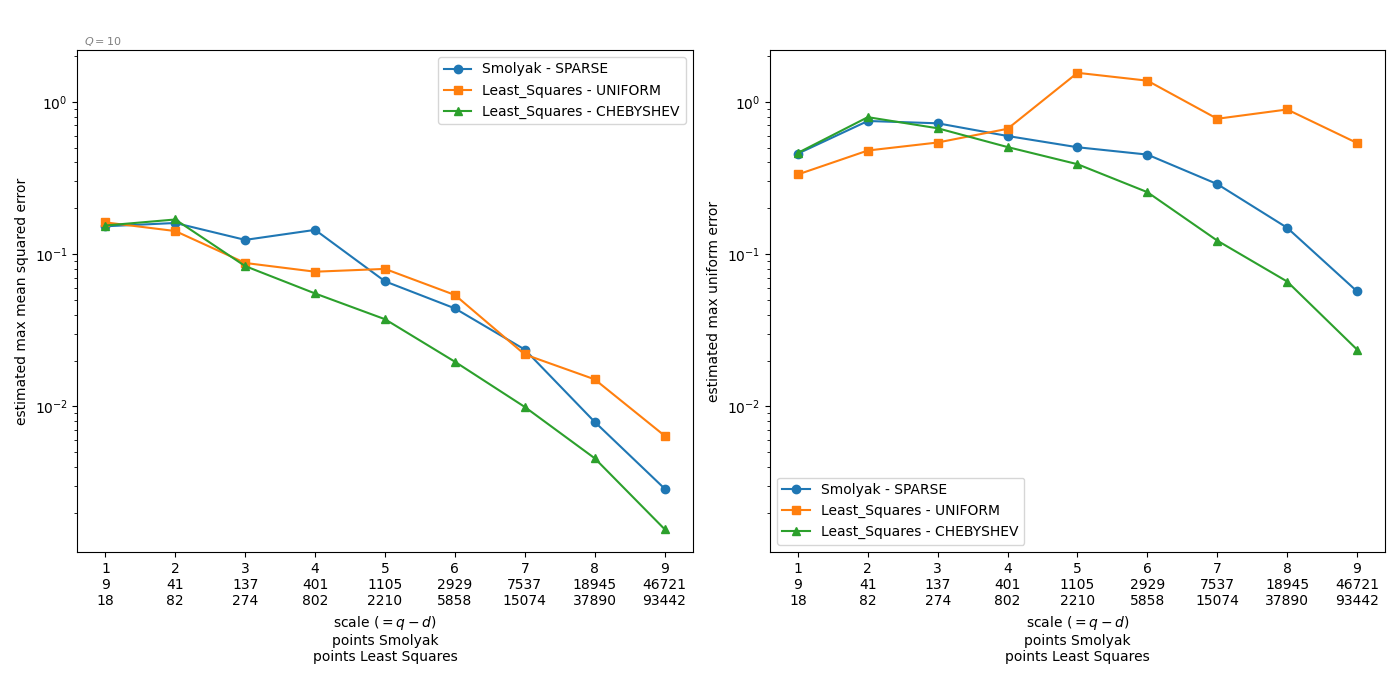 Q = 10
Smolyak - SPARSE
Least_Squares - UNIFORM
Least_Squares - CHEBYSHEV
estimated max mean squared error
10⁰
10⁻¹
10⁻²
1 2 3 4 5 6 7 8 9
9 41 137 401 1105 2929 7537 18945 46721
18 82 274 802 2210 5858 15074 37890 93442
scale (= q − d)
points Smolyak
points Least Squares
estimated max uniform error
10⁰
10⁻¹
10⁻²
Smolyak - SPARSE
Least_Squares - UNIFORM
Least_Squares - CHEBYSHEV
1 2 3 4 5 6 7 8 9
9 41 137 401 1105 2929 7537 18945 46721
18 82 274 802 2210 5858 15074 37890 93442
scale (= q − d)
points Smolyak
points Least Squares